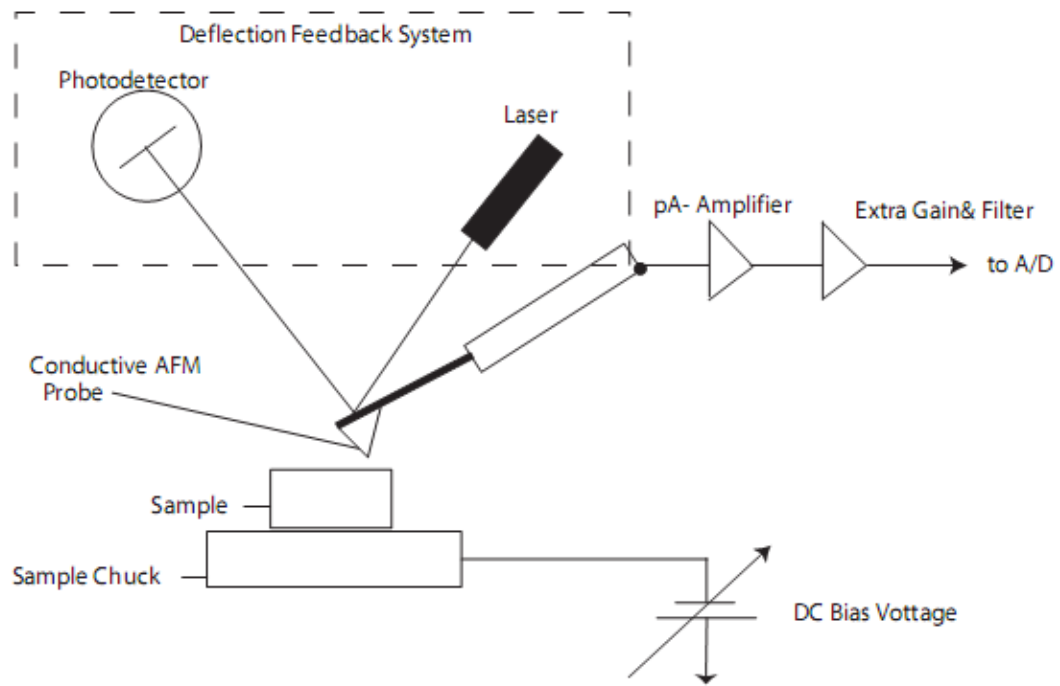 Deflection Feedback System
Photodetector
Laser
pA- Amplifier
Extra Gain& Filter
to A/D
Conductive AFM
Probe
Sample
Sample Chuck
DC Bias Vottage